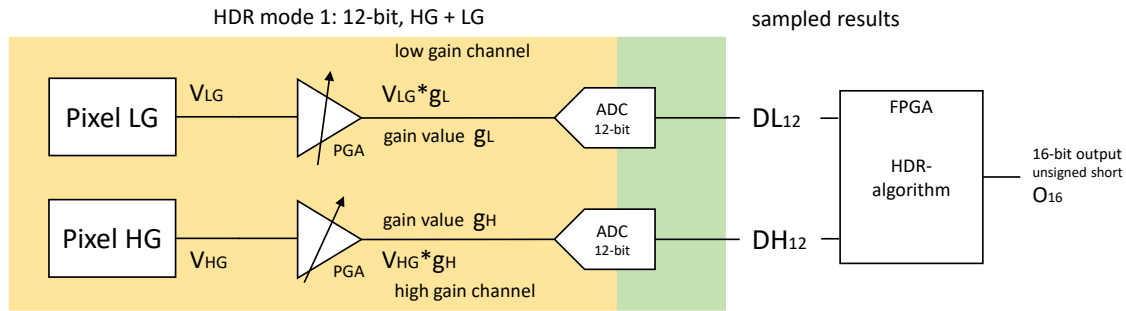 HDR mode 1: 12-bit, HG + LG
sampled results
low gain channel
Pixel LG
VLG
PGA
VLG*gL
gain value gL
ADC
12-bit
DL12
Pixel HG
VHG
PGA
gain value gH
VHG*gH
high gain channel
ADC
12-bit
DH12
FPGA
HDR-
algorithm
16-bit output
unsigned short
O16